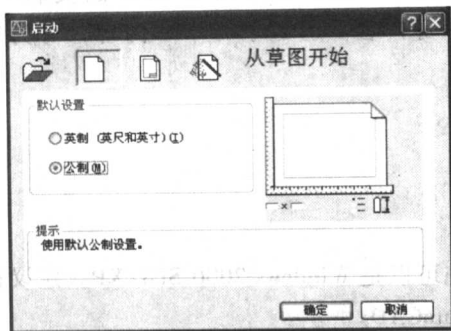 启动
从草图开始
默认设置
英制 (英尺和英寸)(I)
公制(M)
提示
使用默认公制设置。
确定
取消